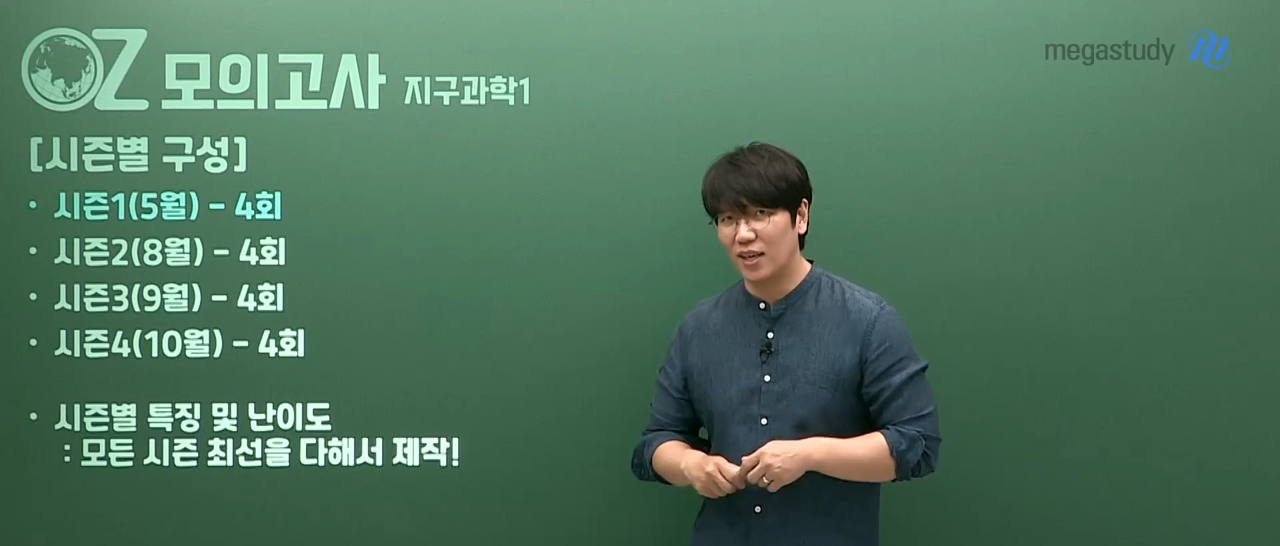 OZ 모의고사 지구과학1
megastudy
[시즌별 구성]
• 시즌1(5월) - 4회
• 시즌2(8월) - 4회
• 시즌3(9월) - 4회
• 시즌4(10월) - 4회
• 시즌별 특징 및 난이도
: 모든 시즌 최선을 다해서 제작!